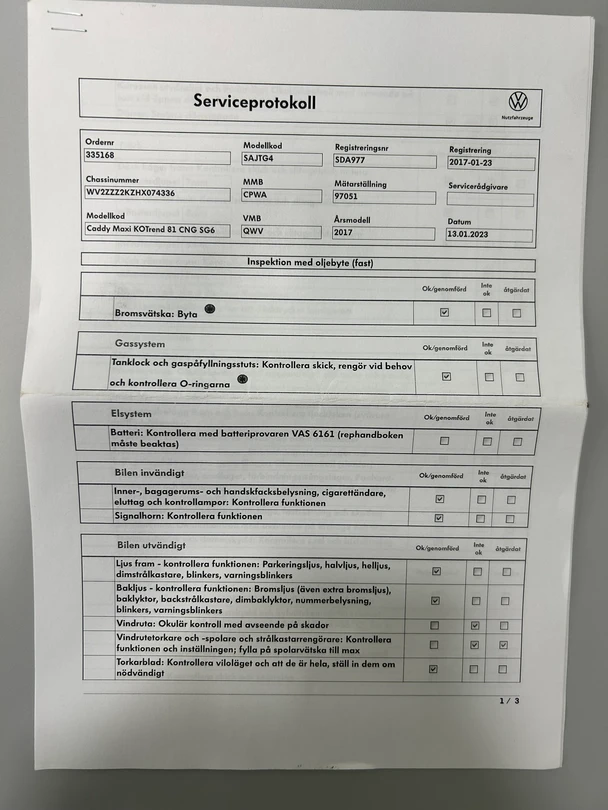 Serviceprotokoll
Nutzfahrzeuge
Ordernr
335168
Modellkod
SAJTG4
Registreringsnr
SDA977
Registrering
2017-01-23
Chassinummer
WV2ZZZ2KZHX074336
MMB
CPWA
Mätarställning
97051
Servicerådgivare
Modellkod
Caddy Maxi KOTrend 81 CNG SG6
VMB
QWV
Årsmodell
2017
Datum
13.01.2023
Inspektion med oljebyte (fast)
Ok/genomförd Inte ok åtgärdat
Bromsvätska: Byta
Gassystem Ok/genomförd Inte ok åtgärdat
Tanklock och gaspåfyllningsstuts: Kontrollera skick, rengör vid behov
och kontrollera O-ringarna
Elsystem Ok/genomförd Inte ok åtgärdat
Batteri: Kontrollera med batteriprovaren VAS 6161 (rephandboken
måste beaktas)
Bilen invändigt Ok/genomförd Inte ok åtgärdat
Inner-, bagagerums- och handskfacksbelysning, cigarettändare,
eluttag och kontrollampor: Kontrollera funktionen
Signalhorn: Kontrollera funktionen
Bilen utvändigt Ok/genomförd Inte ok åtgärdat
Ljus fram - kontrollera funktionen: Parkeringsljus, halvljus, helljus,
dimstrålkastare, blinkers, varningsblinkers
Bakljus - kontrollera funktionen: Bromsljus (även extra bromsljus),
baklyktor, backstrålkastare, dimbaklyktor, nummerbelysning,
blinkers, varningsblinkers
Vindruta: Okulär kontroll med avseende på skador
Vindrutetorkare och -spolare och strålkastarrengörare: Kontrollera
funktionen och inställningen; fylla på spolarvätska till max
Torkarblad: Kontrollera viloläget och att de är hela, ställ in dem om
nödvändigt
1 / 3